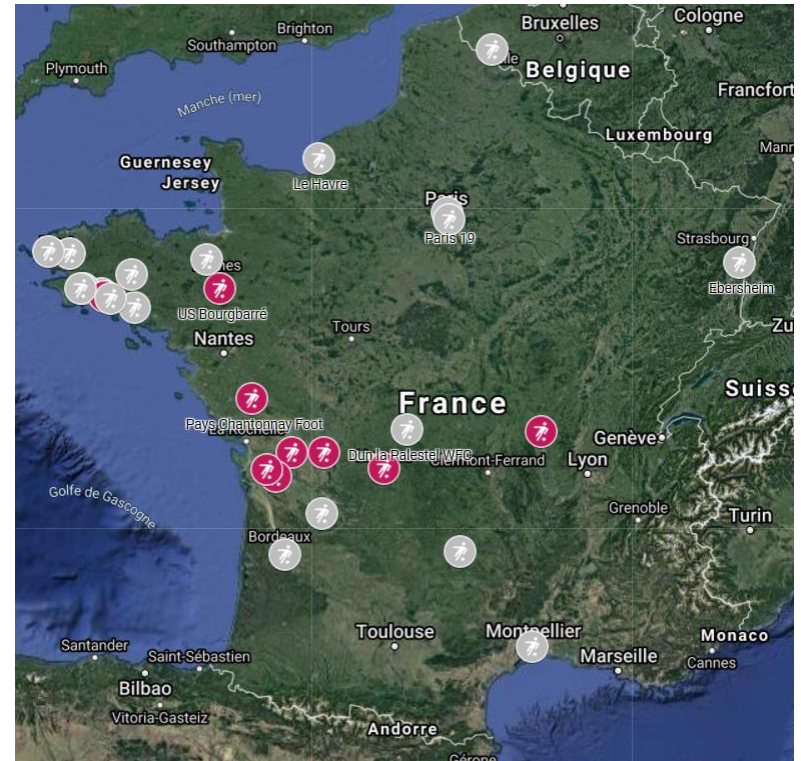 Bruxelles
Cologne
Brighton
Southampton
Plymouth
Belgique
Francfort
Manche (mer)
Luxembourg
Guernesey
Jersey
Le Havre
Paris
Paris 19
Strasbourg
Ebersheim
US Bourgbarré
Tours
Nantes
Suiss
France
Pays Chantonnay Foot
La Rochelle
Genève
Dun la Palestel WFC
Clermont-Ferrand
Lyon
Golfe de Gascogne
Grenoble
Turin
Bordeaux
Toulouse
Montpellier
Monaco
Santander
Saint-Sébastien
Marseille
Cannes
Bilbao
Vitoria-Gasteiz
Andorre